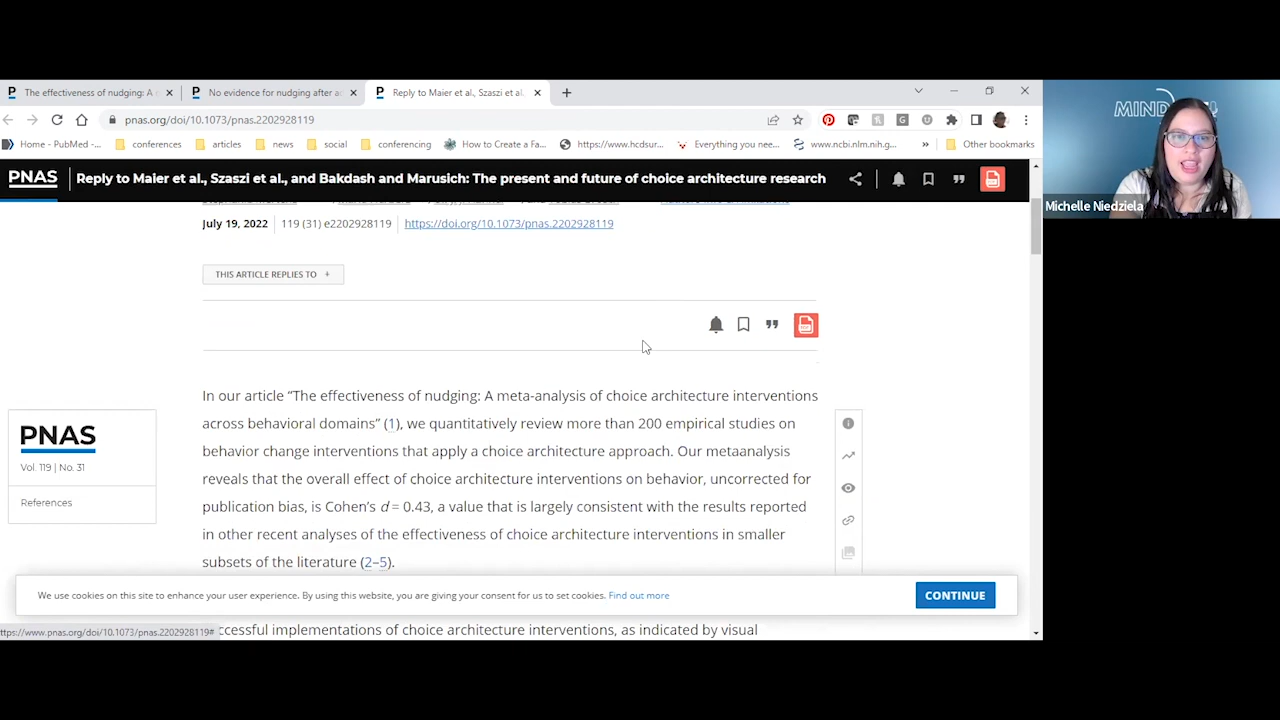 The effectiveness of nudging: A
No evidence for nudging after a
Reply to Maier et al., Szaszi et al.,
pnas.org/doi/10.1073/pnas.2202928119
Home - PubMed -...
conferences
articles
news
social
conferencing
How to Create a Fa...
https://www.hcdsur...
Everything you nee...
www.ncbi.nlm.nih.g...
»
Other bookmarks
PNAS
Reply to Maier et al., Szaszi et al., and Bakdash and Marusich: The present and future of choice architecture research
July 19, 2022
119 (31) e2202928119
https://doi.org/10.1073/pnas.2202928119
THIS ARTICLE REPLIES TO +
In our article “The effectiveness of nudging: A meta-analysis of choice architecture interventions
across behavioral domains” (1), we quantitatively review more than 200 empirical studies on
behavior change interventions that apply a choice architecture approach. Our metaanalysis
reveals that the overall effect of choice architecture interventions on behavior, uncorrected for
publication bias, is Cohen’s d = 0.43, a value that is largely consistent with the results reported
in other recent analyses of the effectiveness of choice architecture interventions in smaller
subsets of the literature (2–5).
PNAS
Vol. 119 | No. 31
References
We use cookies on this site to enhance your user experience. By using this website, you are giving your consent for us to set cookies. Find out more
CONTINUE
ttps://www.pnas.org/doi/10.1073/pnas.2202928119#
ccessful implementations of choice architecture interventions, as indicated by visual
Michelle Niedziela